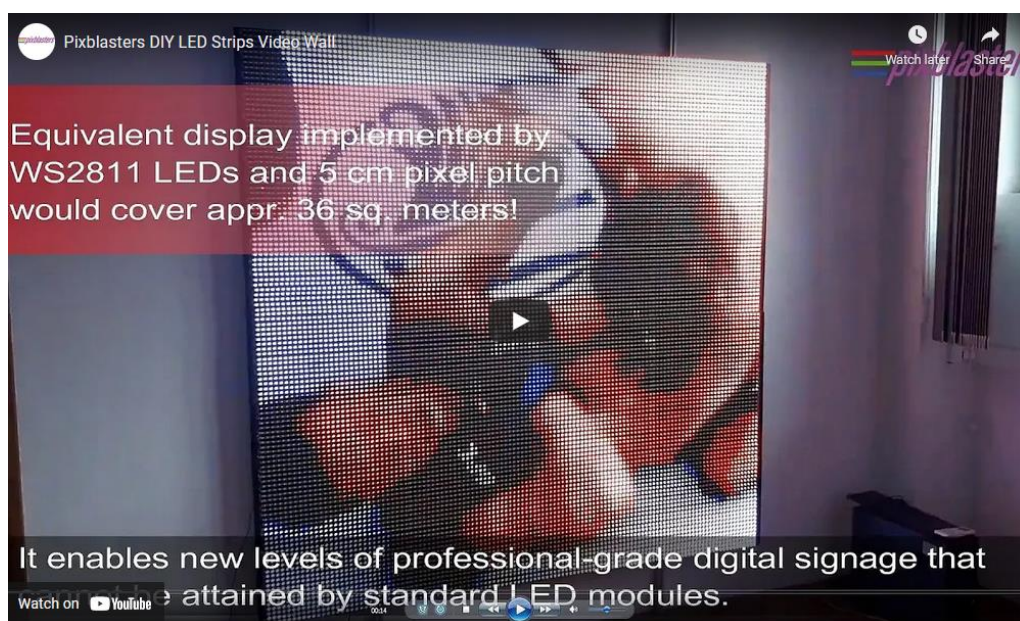 Pixblasters DIY LED Strips Video Wall
Watch later
Share
Equivalent display implemented by
WS2811 LEDs and 5 cm pixel pitch
would cover appr. 36 sq. meters!
It enables new levels of professional-grade digital signage that
attained by standard LED modules.
Watch on YouTube
00:14